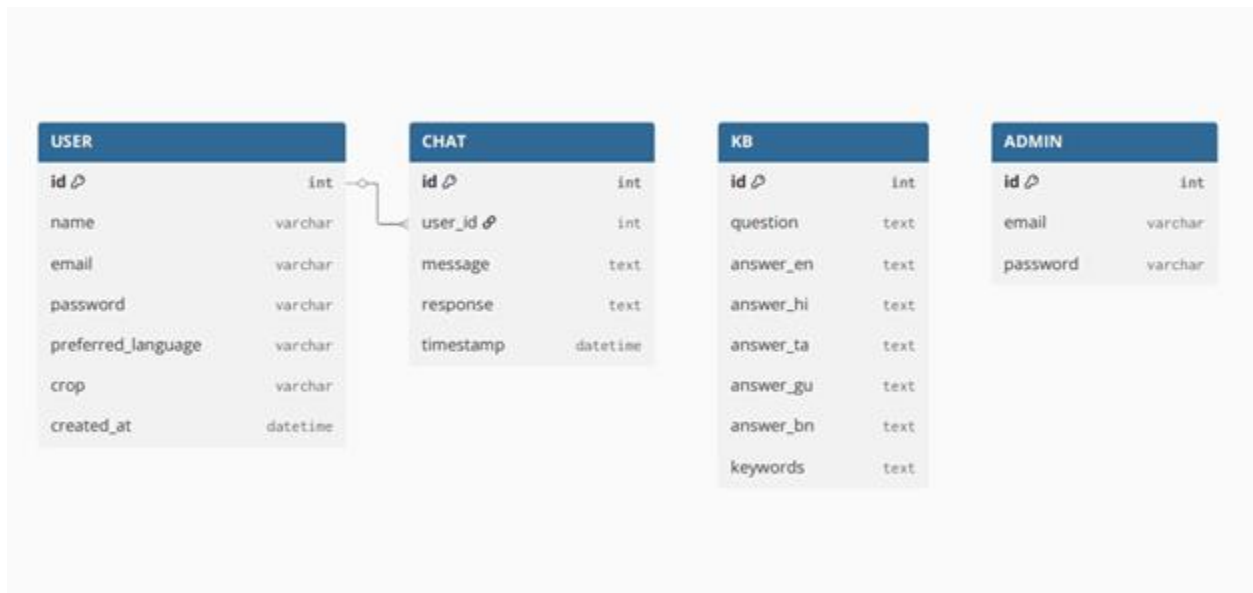 USER
id int
name varchar
email varchar
password varchar
preferred_language varchar
crop varchar
created_at datetime
CHAT
id int
user_id int
message text
response text
timestamp datetime
KB
id int
question text
answer_en text
answer_hi text
answer_ta text
answer_gu text
answer_bn text
keywords text
ADMIN
id int
email varchar
password varchar